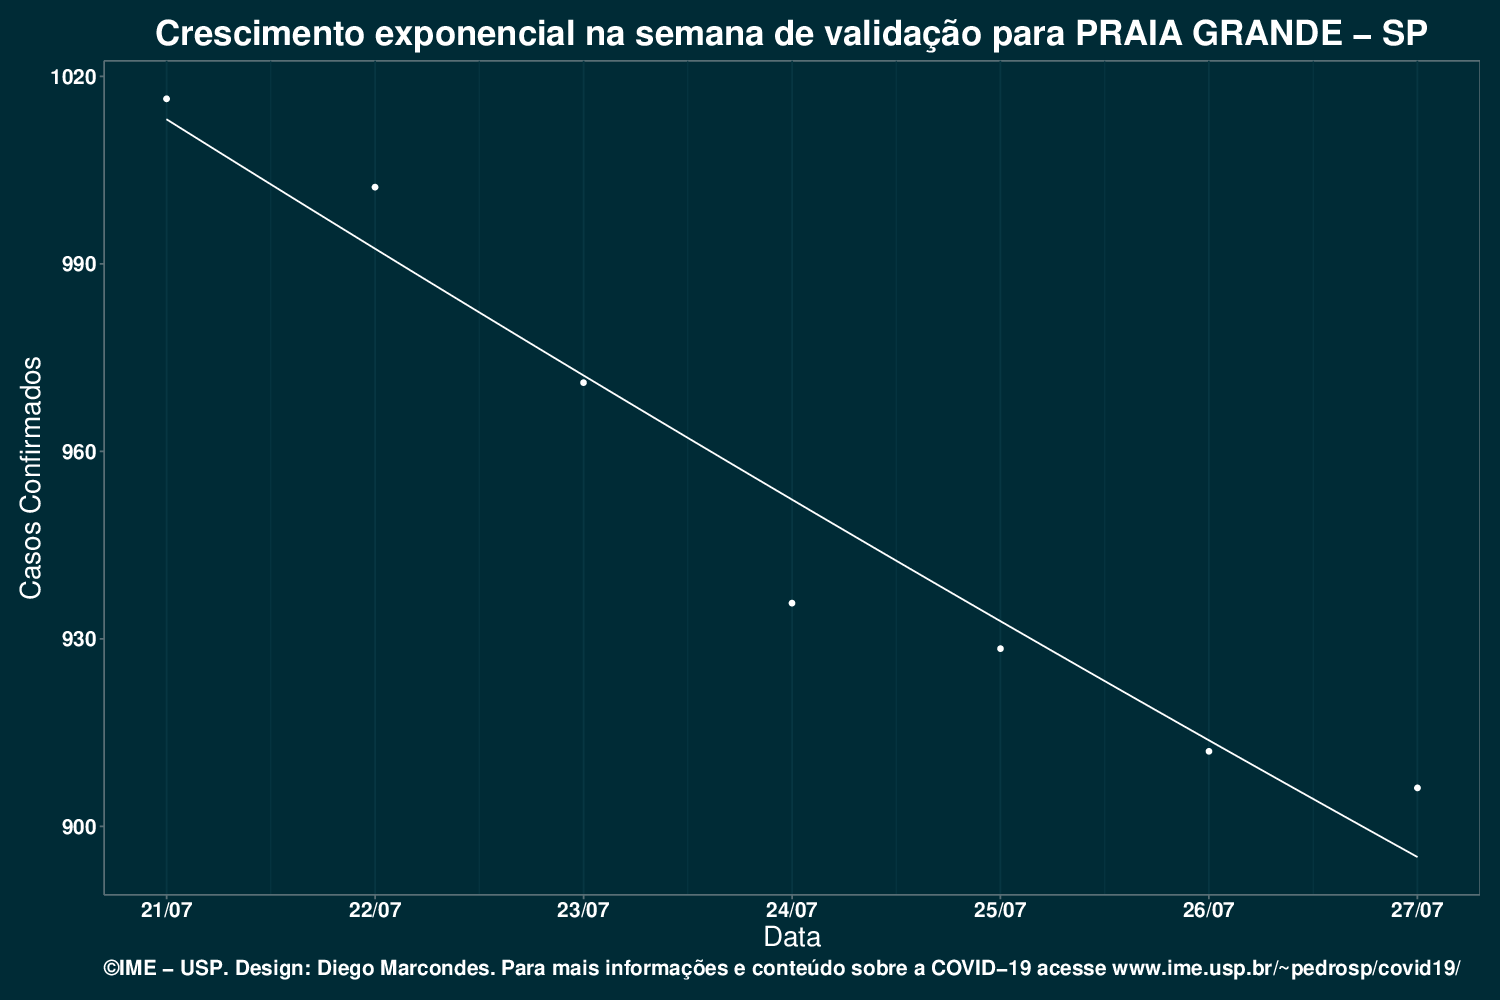 Crescimento exponencial na semana de validação para PRAIA GRANDE – SP
1020
990
960
930
900
Casos Confirmados
21/07 22/07 23/07 24/07 25/07 26/07 27/07
Data
©IME – USP. Design: Diego Marcondes. Para mais informações e conteúdo sobre a COVID–19 acesse www.ime.usp.br/~pedrosp/covid19/